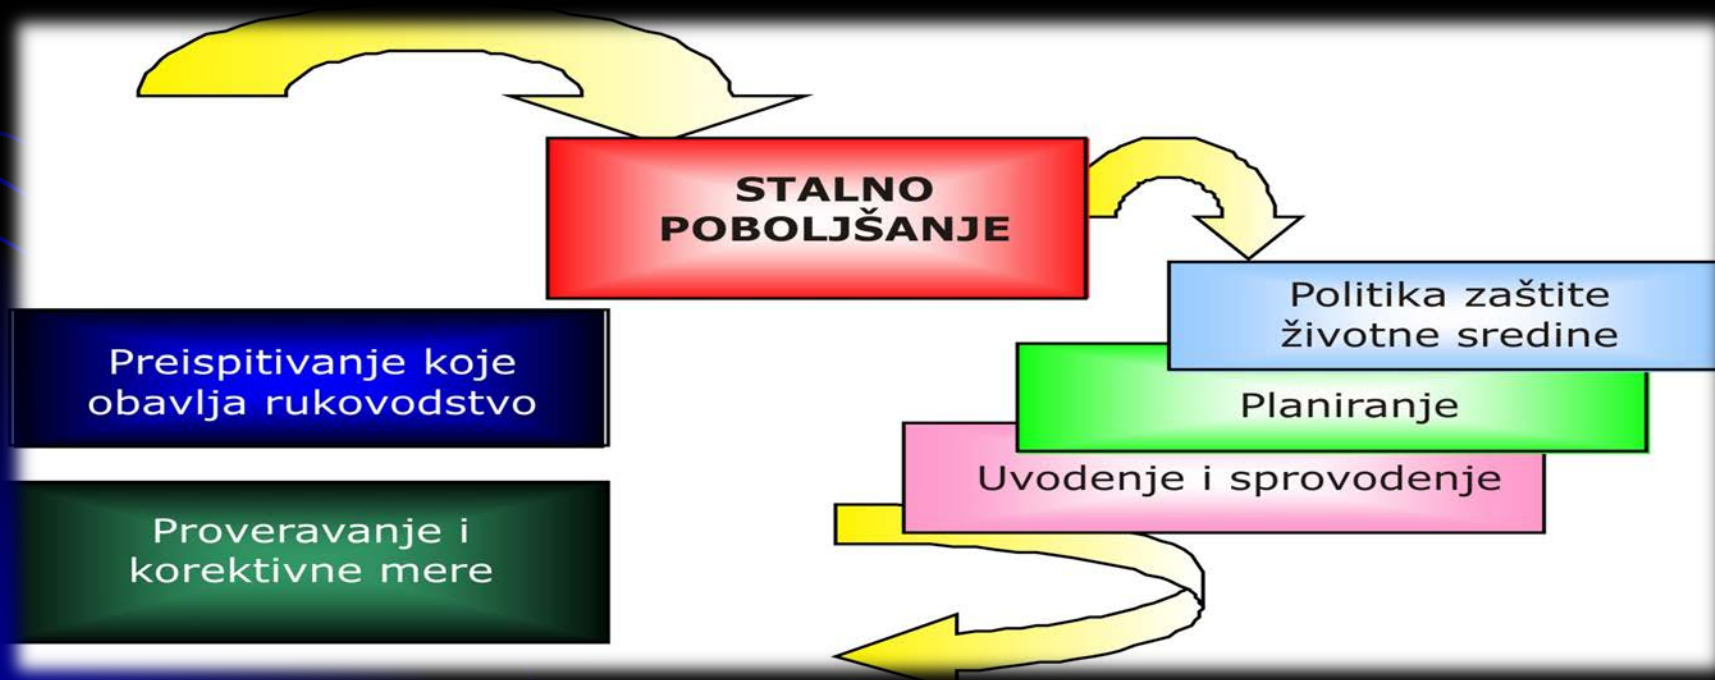 STALNO
POBOLJŠANJE
Politika zaštite
životne sredine
Planiranje
Uvodenje i sprovodenje
Preispitivanje koje
obavlja rukovodstvo
Proveravanje i
korektivne mere